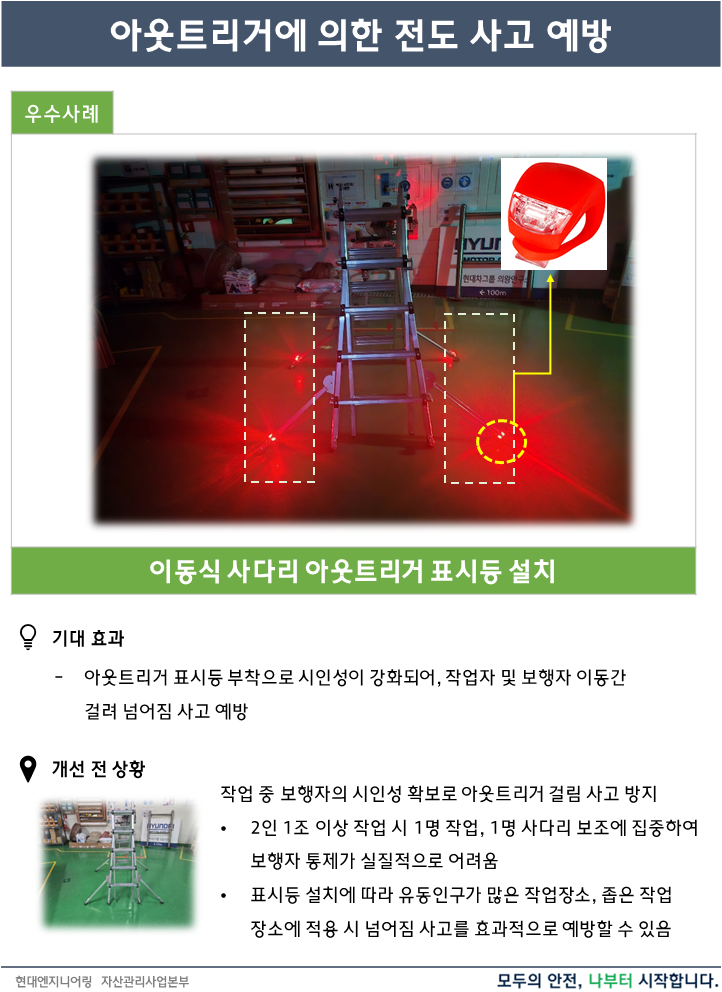 아웃트리거에 의한 전도 사고 예방
우수사례
HYUN
MOTOR
현대차그룹 의왕연구소
← 100m
이동식 사다리 아웃트리거 표시등 설치
기대 효과
- 아웃트리거 표시등 부착으로 시인성이 강화되어, 작업자 및 보행자 이동간
걸려 넘어짐 사고 예방
개선 전 상황
작업 중 보행자의 시인성 확보로 아웃트리거 걸림 사고 방지
• 2인 1조 이상 작업 시 1명 작업, 1명 사다리 보조에 집중하여
보행자 통제가 실질적으로 어려움
• 표시등 설치에 따라 유동인구가 많은 작업장소, 좁은 작업
장소에 적용 시 넘어짐 사고를 효과적으로 예방할 수 있음
HYUNDAI
현대엔지니어링 자산관리사업본부
모두의 안전, 나부터 시작합니다.